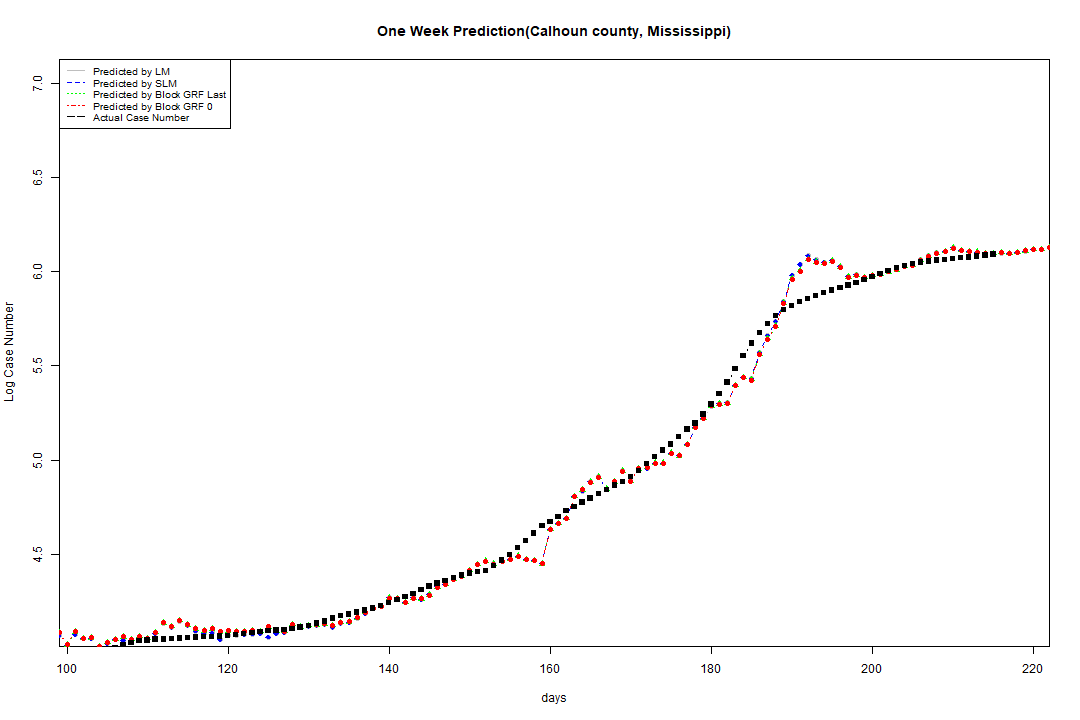 One Week Prediction(Calhoun county, Mississippi)
Predicted by LM
Predicted by SLM
Predicted by Block GRF Last
Predicted by Block GRF 0
Actual Case Number
7.0
6.5
6.0
5.5
5.0
4.5
Log Case Number
100 120 140 160 180 200 220
days